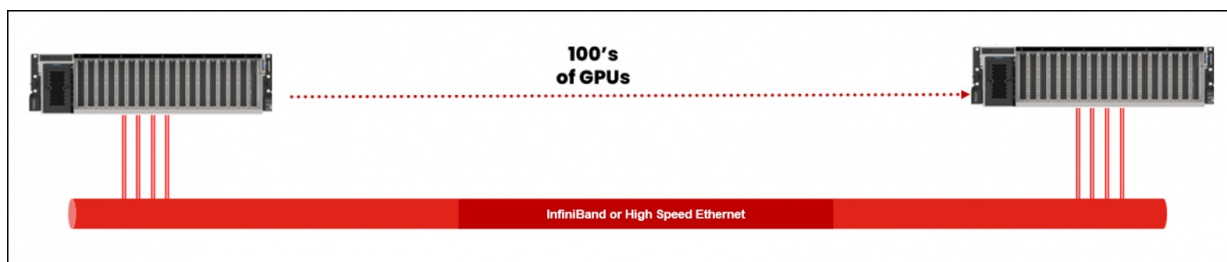 100's
of GPUs
InfiniBand or High Speed Ethernet